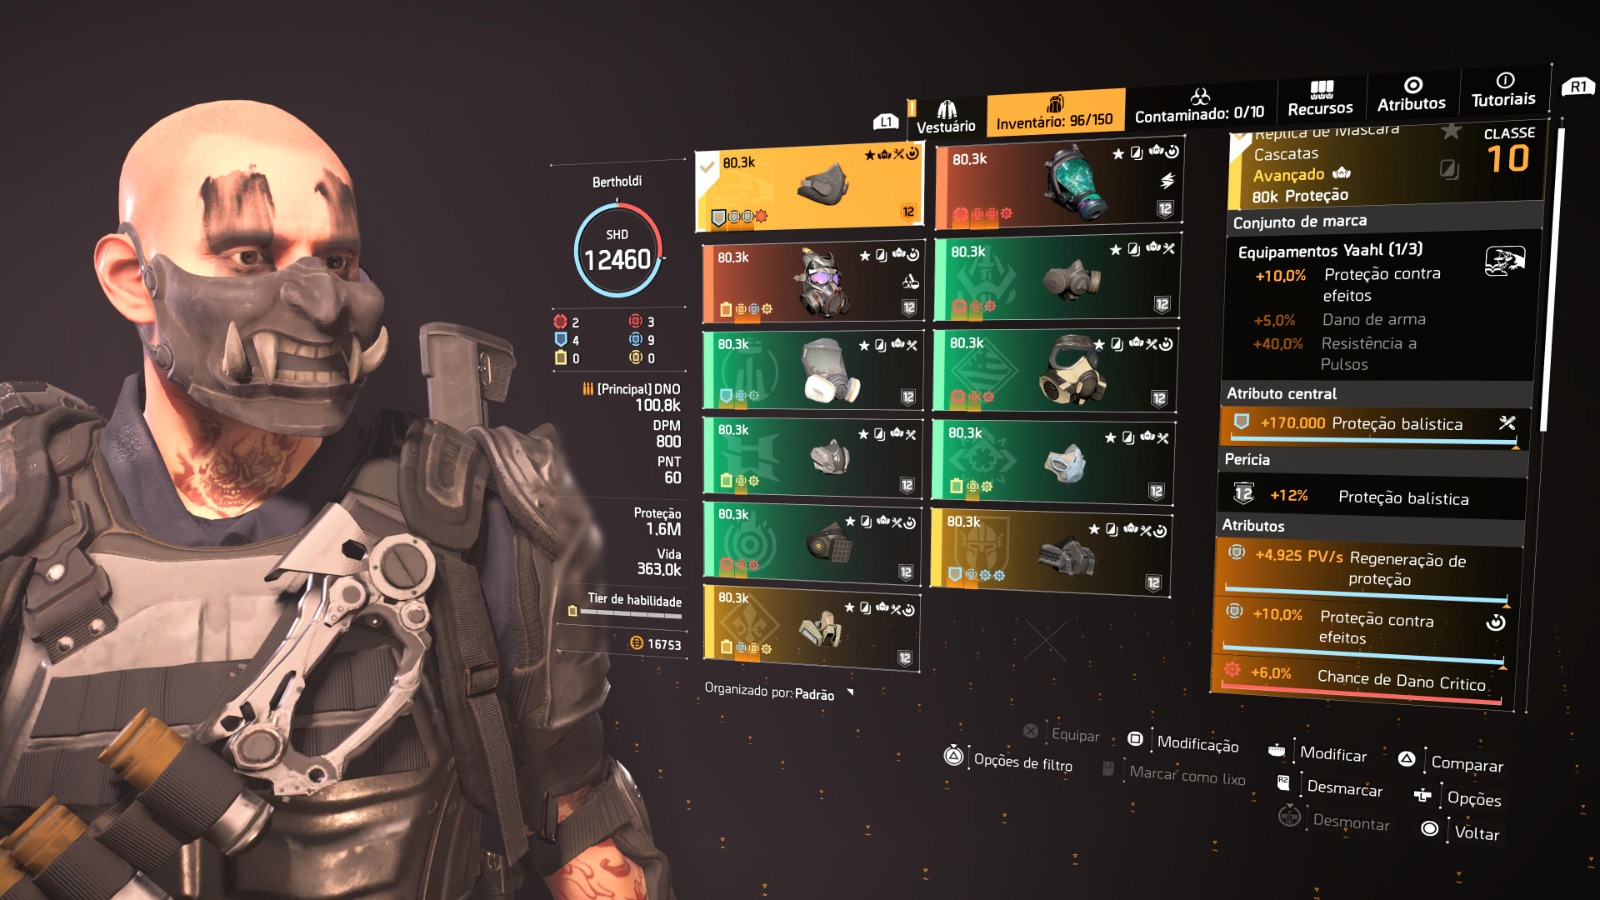 L1
Vestuário
Inventário: 96/150
Contaminado: 0/10
Recursos
Atributos
Tutoriais
R1
Bertholdi
SHD
12460
2
3
4
9
0
0
[Principal] DNO
100,8k
DPM
800
PNT
60
Proteção
1.6M
Vida
363,0k
Tier de habilidade
16753
80,3k
12
80,3k
12
80,3k
12
80,3k
12
80,3k
12
80,3k
12
80,3k
12
80,3k
12
80,3k
12
80,3k
12
80,3k
12
Organizado por: Padrão
Réplica de Máscara
Cascatas
Avançado
80k Proteção
CLASSE
10
Conjunto de marca
Equipamentos Yaahl (1/3)
+10,0% Proteção contra
efeitos
+5,0% Dano de arma
+40,0% Resistência a
Pulsos
Atributo central
+170.000 Proteção balística
Perícia
12 +12% Proteção balística
Atributos
+4.925 PV/s Regeneração de
proteção
+10,0% Proteção contra
efeitos
+6,0% Chance de Dano Crítico
Equipar
Modificação
Modificar
Comparar
Opções de filtro
Marcar como lixo
R2
Desmarcar
Opções
Desmontar
Voltar